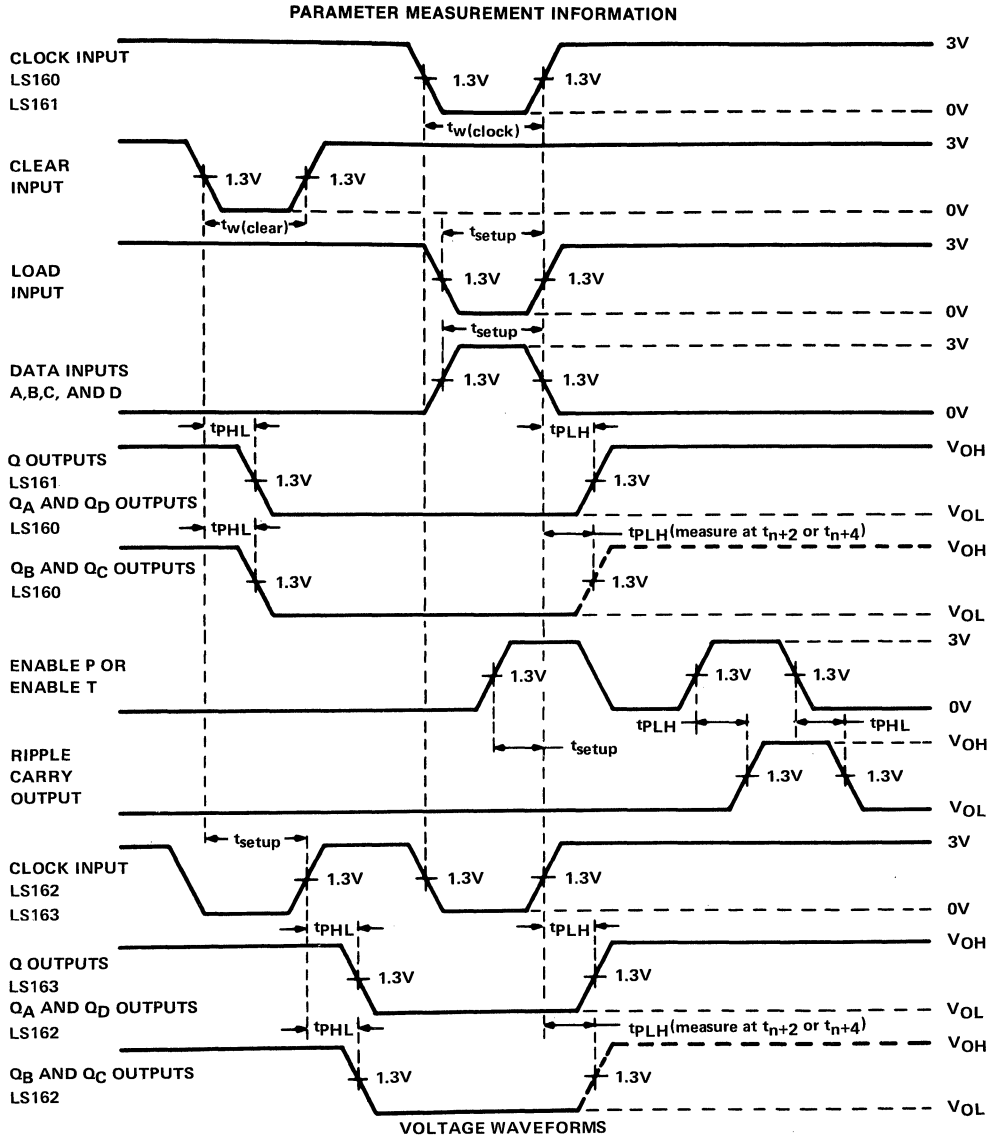 PARAMETER MEASUREMENT INFORMATION
CLOCK INPUT
LS160
LS161
1.3V
1.3V
3V
0V
tw(clock)
CLEAR
INPUT
1.3V
1.3V
3V
0V
tw(clear)
tsetup
LOAD
INPUT
1.3V
1.3V
3V
0V
tsetup
DATA INPUTS
A,B,C, AND D
1.3V
1.3V
3V
0V
tPHL
tPLH
Q OUTPUTS
LS161
QA AND QD OUTPUTS
LS160
1.3V
1.3V
VOH
VOL
tPHL
tPLH(measure at tn+2 or tn+4)
QB AND QC OUTPUTS
LS160
1.3V
1.3V
VOH
VOL
ENABLE P OR
ENABLE T
1.3V
1.3V
1.3V
3V
0V
tPLH
tPHL
tsetup
RIPPLE
CARRY
OUTPUT
1.3V
1.3V
VOH
VOL
tsetup
CLOCK INPUT
LS162
LS163
1.3V
1.3V
1.3V
3V
0V
tPHL
tPLH
Q OUTPUTS
LS163
QA AND QD OUTPUTS
LS162
1.3V
1.3V
VOH
VOL
tPHL
tPLH(measure at tn+2 or tn+4)
QB AND QC OUTPUTS
LS162
1.3V
1.3V
VOH
VOL
VOLTAGE WAVEFORMS